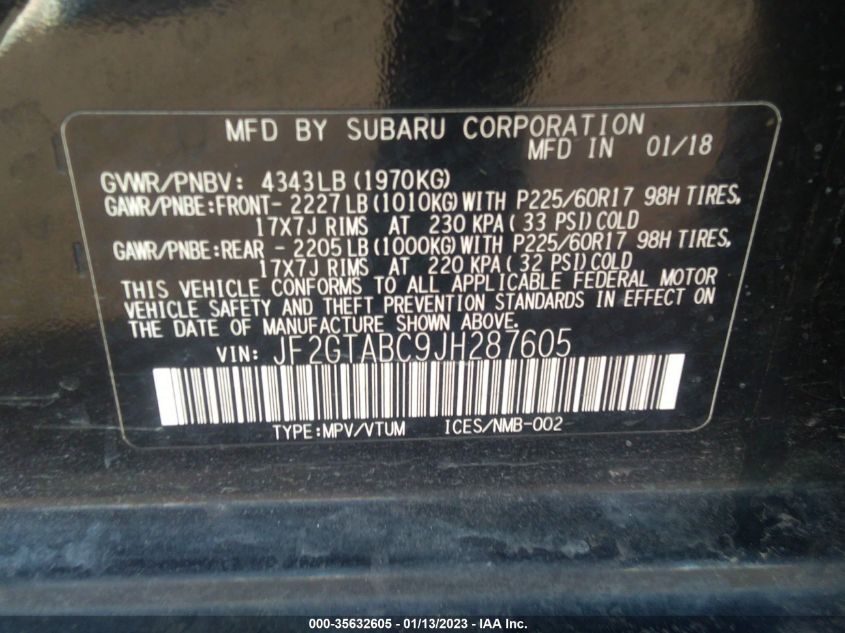 MFD BY SUBARU CORPORATION
MFD IN 01/18
GVWR/PNBV: 4343LB (1970KG)
GAWR/PNBE:FRONT- 2227LB (1010KG) WITH P225/60R17 98H TIRES,
17X7J RIMS AT 230 KPA ( 33 PSI) COLD
GAWR/PNBE:REAR - 2205LB (1000KG) WITH P225/60R17 98H TIRES,
17X7J RIMS AT 220 KPA ( 32 PSI) COLD
THIS VEHICLE CONFORMS TO ALL APPLICABLE FEDERAL MOTOR
VEHICLE SAFETY AND THEFT PREVENTION STANDARDS IN EFFECT ON
THE DATE OF MANUFACTURE SHOWN ABOVE.
VIN: JF2GTABC9JH287605
TYPE:MPV/VTUM ICES/NMB-002
000-35632605 — 01/13/2023 — © IAA Inc.